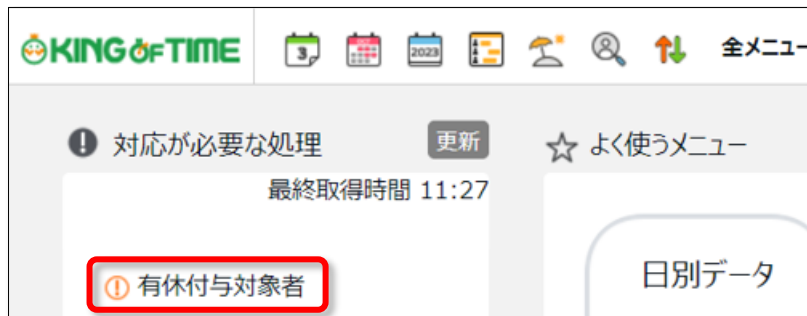 KING OF TIME
3
2023
全メニュー
対応が必要な処理
更新
よく使うメニュー
最終取得時間 11:27
有休付与対象者
日別データ